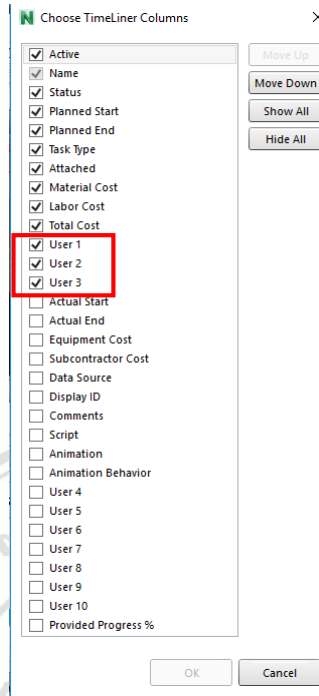 N Choose TimeLiner Columns
Active
Move Up
Name
Move Down
Status
Planned Start
Show All
Planned End
Hide All
Task Type
Attached
Material Cost
Labor Cost
Total Cost
User 1
User 2
User 3
Actual Start
Actual End
Equipment Cost
Subcontractor Cost
Data Source
Display ID
Comments
Script
Animation
Animation Behavior
User 4
User 5
User 6
User 7
User 8
User 9
User 10
Provided Progress %
OK
Cancel